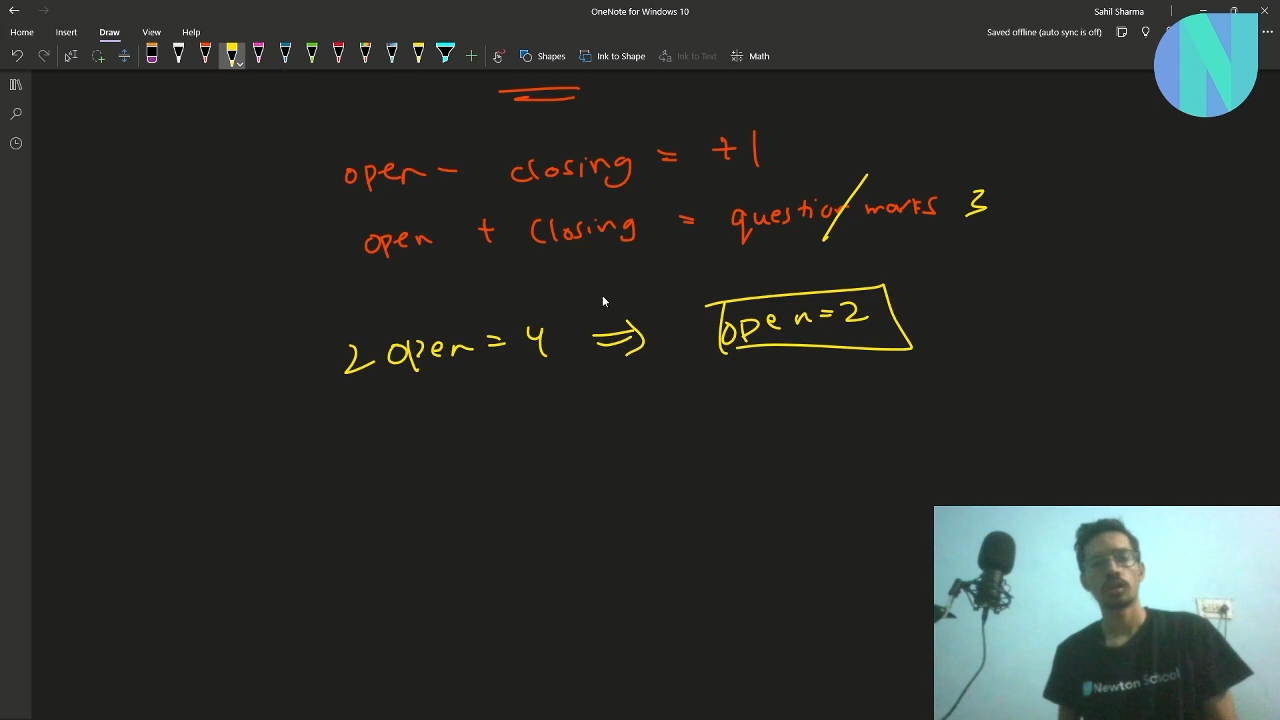 OneNote for Windows 10
Sahil Sharma
Home Insert Draw View Help
Saved offline (auto sync is off)
Shapes Ink to Shape Ink to Text Math
open - closing = +1
open + closing = question marks 3
2 open = 4 ⇒ open = 2
Newton School